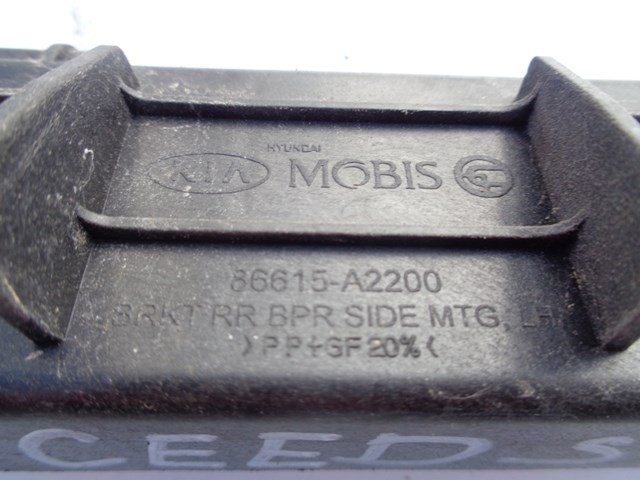 HYUNDAI
KIA MOBIS
86615-A2200
BRKT RR BPR SIDE MTG, LH
>PP+GF20%<
CEED-S